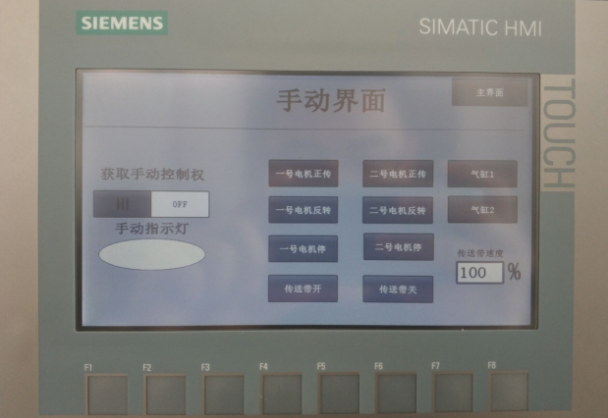 SIEMENS
SIMATIC HMI
TOUCH
手动界面
主界面
获取手动控制权
OFF
手动指示灯
一号电机正传
二号电机正传
气缸1
一号电机反转
二号电机反转
气缸2
一号电机停
二号电机停
传送带速度
100 %
传送带开
传送带关
F1
F2
F3
F4
F5
F6
F7
F8